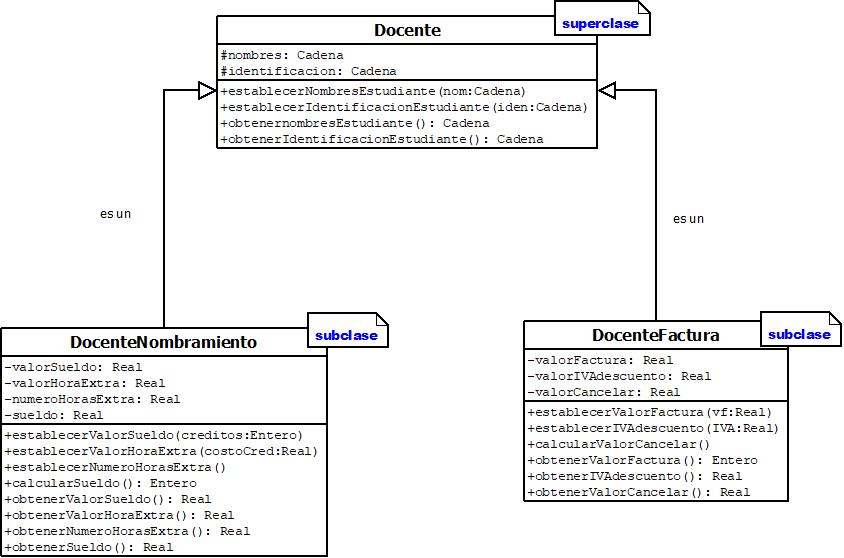 Docente
superclase
#nombres: Cadena
#identificacion: Cadena
+establecerNombresEstudiante(nom:Cadena)
+establecerIdentificacionEstudiante(iden:Cadena)
+obtenernombresEstudiante(): Cadena
+obtenerIdentificacionEstudiante(): Cadena
es un
es un
DocenteNombramiento
subclase
-valorSueldo: Real
-valorHoraExtra: Real
-numeroHorasExtra: Real
-sueldo: Real
+establecerValorSueldo(creditos:Entero)
+establecerValorHoraExtra(costoCred:Real)
+establecerNumeroHorasExtra()
+calcularSueldo(): Entero
+obtenerValorSueldo(): Real
+obtenerValorHoraExtra(): Real
+obtenerNumeroHorasExtra(): Real
+obtenerSueldo(): Real
DocenteFactura
subclase
-valorFactura: Real
-valorIVAdescuento: Real
-valorCancelar: Real
+establecerValorFactura(vf:Real)
+establecerIVAdescuento(IVA:Real)
+calcularValorCancelar()
+obtenerValorFactura(): Entero
+obtenerIVAdescuento(): Real
+obtenerValorCancelar(): Real